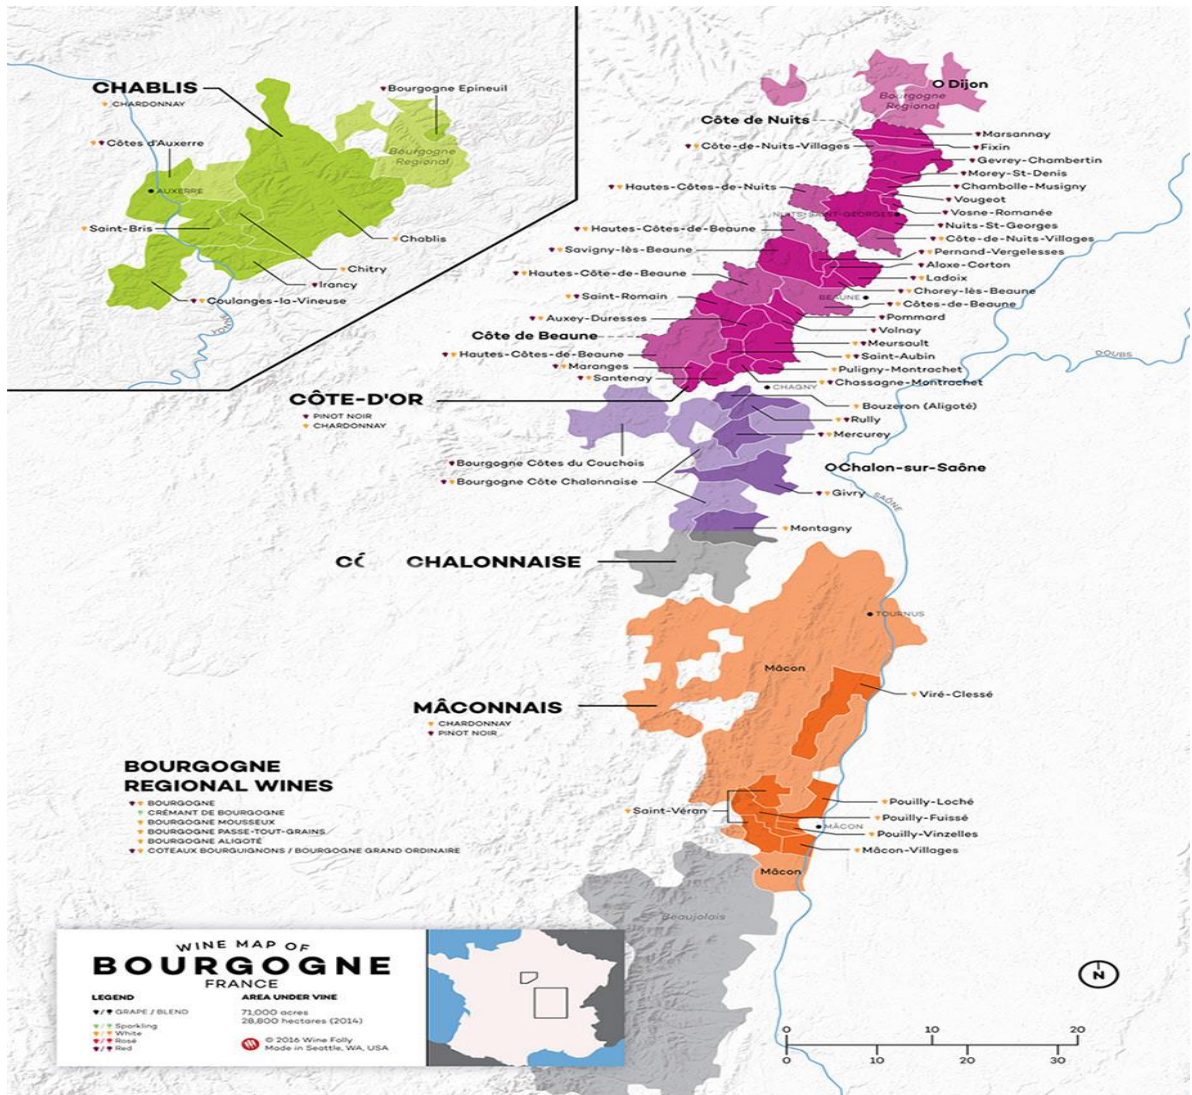 CHABLIS
CHARDONNAY
Bourgogne Epineuil
Côtes d'Auxerre
Bourgogne
Regional
AUXERRE
Saint-Bris
Chablis
Chitry
Irancy
Coulanges-la-Vineuse
YONNE
Dijon
Bourgogne
Regional
Côte de Nuits
Marsannay
Côte-de-Nuits-Villages
Fixin
Gevrey-Chambertin
Morey-St-Denis
Hautes-Côtes-de-Nuits
Chambolle-Musigny
Vougeot
NUITS-SAINT-GEORGES
Vosne-Romanée
Nuits-St-Georges
Hautes-Côtes-de-Beaune
Côte-de-Nuits-Villages
Savigny-lès-Beaune
Pernand-Vergelesses
Aloxe-Corton
Hautes-Côte-de-Beaune
Ladoix
Chorey-lès-Beaune
Saint-Romain
BEAUNE
Côtes-de-Beaune
Auxey-Duresses
Pommard
Volnay
Côte de Beaune
Meursault
Hautes-Côtes-de-Beaune
Saint-Aubin
DOUBS
Maranges
Puligny-Montrachet
Santenay
CHAGNY
Chassagne-Montrachet
CÔTE-D'OR
PINOT NOIR
CHARDONNAY
Bouzeron (Aligoté)
Rully
Mercurey
Bourgogne Côtes du Couchois
Chalon-sur-Saône
Bourgogne Côte Chalonnaise
Givry
SAÔNE
Montagny
CHALONNAISE
TOURNUS
Mâcon
Viré-Clessé
MÂCONNAIS
CHARDONNAY
PINOT NOIR
BOURGOGNE
REGIONAL WINES
BOURGOGNE
CRÉMANT DE BOURGOGNE
BOURGOGNE MOUSSEUX
BOURGOGNE PASSE-TOUT-GRAINS
BOURGOGNE ALIGOTÉ
COTEAUX BOURGUIGNONS / BOURGOGNE GRAND ORDINAIRE
Saint-Véran
Pouilly-Loché
Pouilly-Fuissé
MÂCON
Pouilly-Vinzelles
Mâcon-Villages
Mâcon
Beaujolais
WINE MAP OF
BOURGOGNE
FRANCE
LEGEND
GRAPE / BLEND
Sparkling
White
Rosé
Red
AREA UNDER VINE
71,000 acres
28,800 hectares (2014)
© 2016 Wine Folly
Made in Seattle, WA, USA
N
0 10 20
0 10 20 30